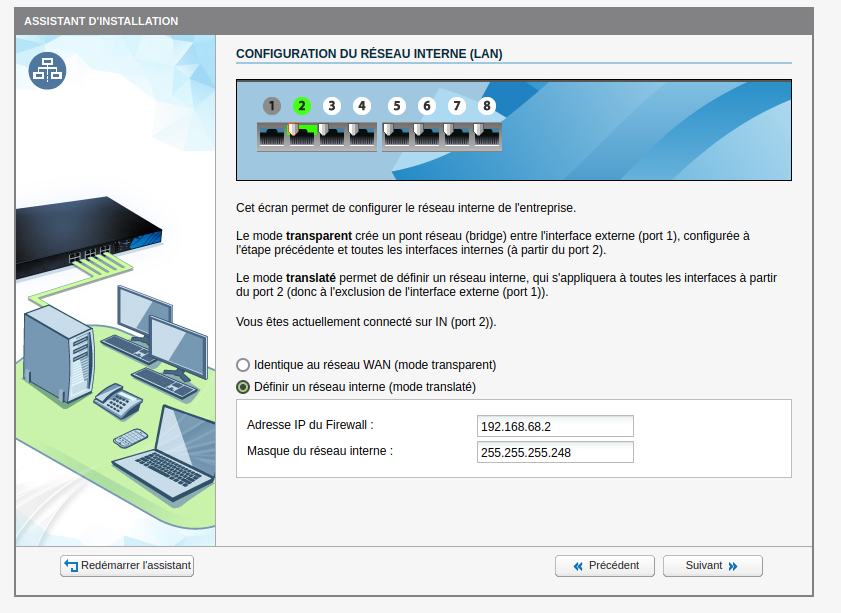 ASSISTANT D'INSTALLATION
CONFIGURATION DU RÉSEAU INTERNE (LAN)
1 2 3 4 5 6 7 8
Cet écran permet de configurer le réseau interne de l'entreprise.
Le mode transparent crée un pont réseau (bridge) entre l'interface externe (port 1), configurée à
l'étape précédente et toutes les interfaces internes (à partir du port 2).
Le mode translaté permet de définir un réseau interne, qui s'appliquera à toutes les interfaces à partir
du port 2 (donc à l'exclusion de l'interface externe (port 1)).
Vous êtes actuellement connecté sur IN (port 2)).
Identique au réseau WAN (mode transparent)
Définir un réseau interne (mode translaté)
Adresse IP du Firewall : 192.168.68.2
Masque du réseau interne : 255.255.255.248
Redémarrer l'assistant Précédent Suivant